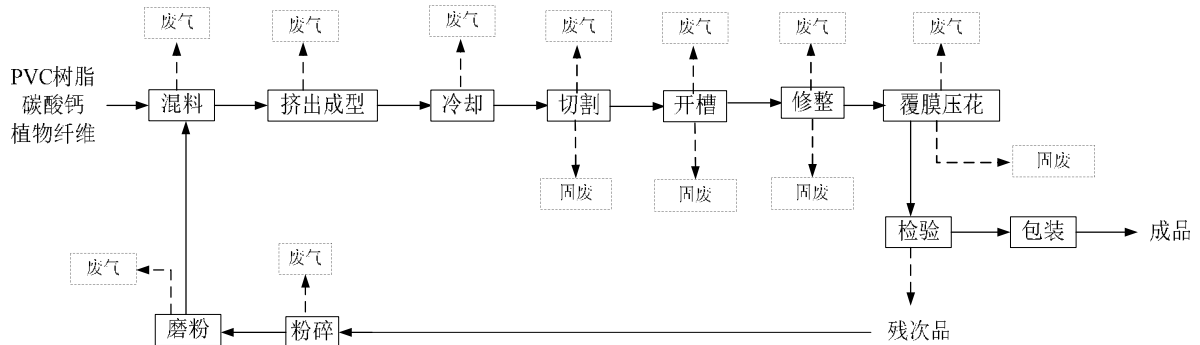 废气
废气
废气
废气
废气
废气
废气
PVC树脂
碳酸钙
植物纤维
混料
挤出成型
冷却
切割
开槽
修整
覆膜压花
固废
固废
固废
固废
检验
包装
成品
废气
废气
磨粉
粉碎
残次品